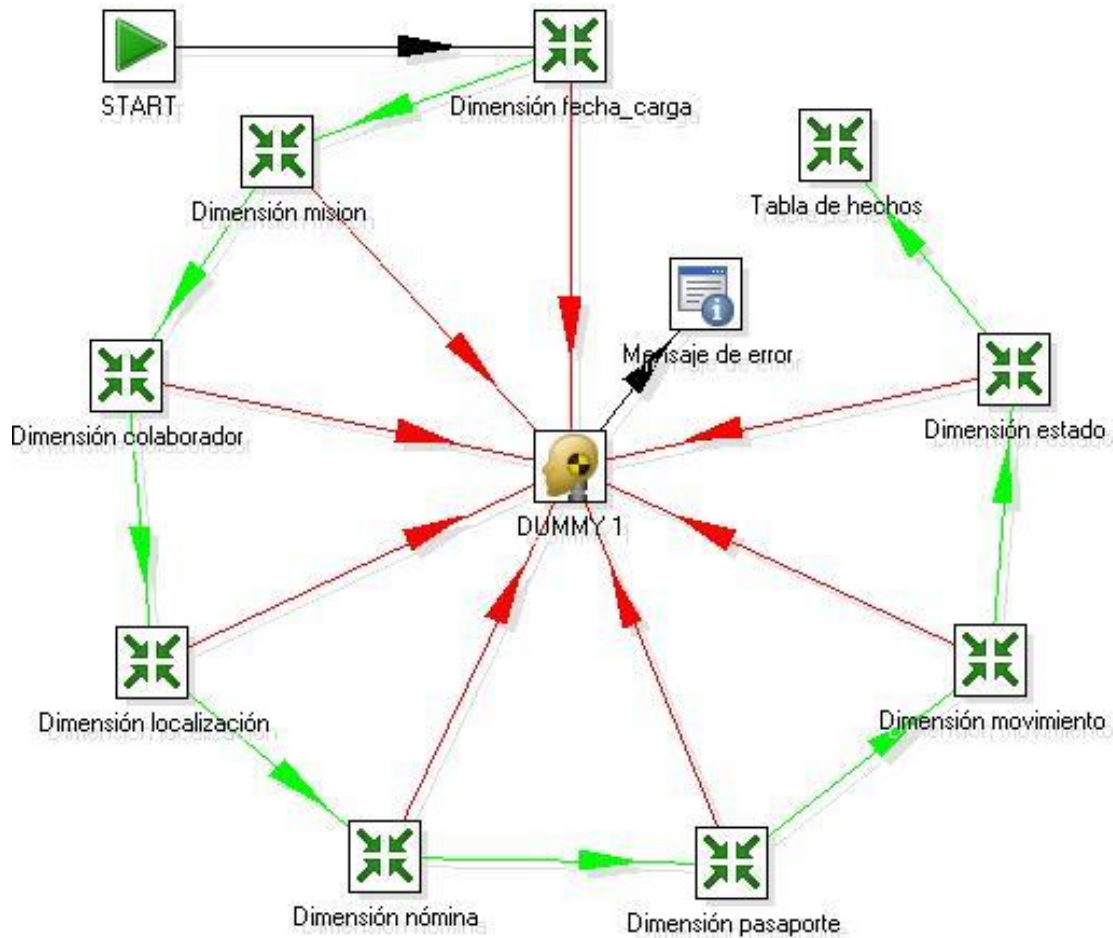 START
Dimensión fecha_carga
Dimensión mision
Tabla de hechos
Mensaje de error
Dimensión colaborador
Dimensión estado
DUMMY 1
Dimensión localización
Dimensión movimiento
Dimensión nómina
Dimensión pasaporte